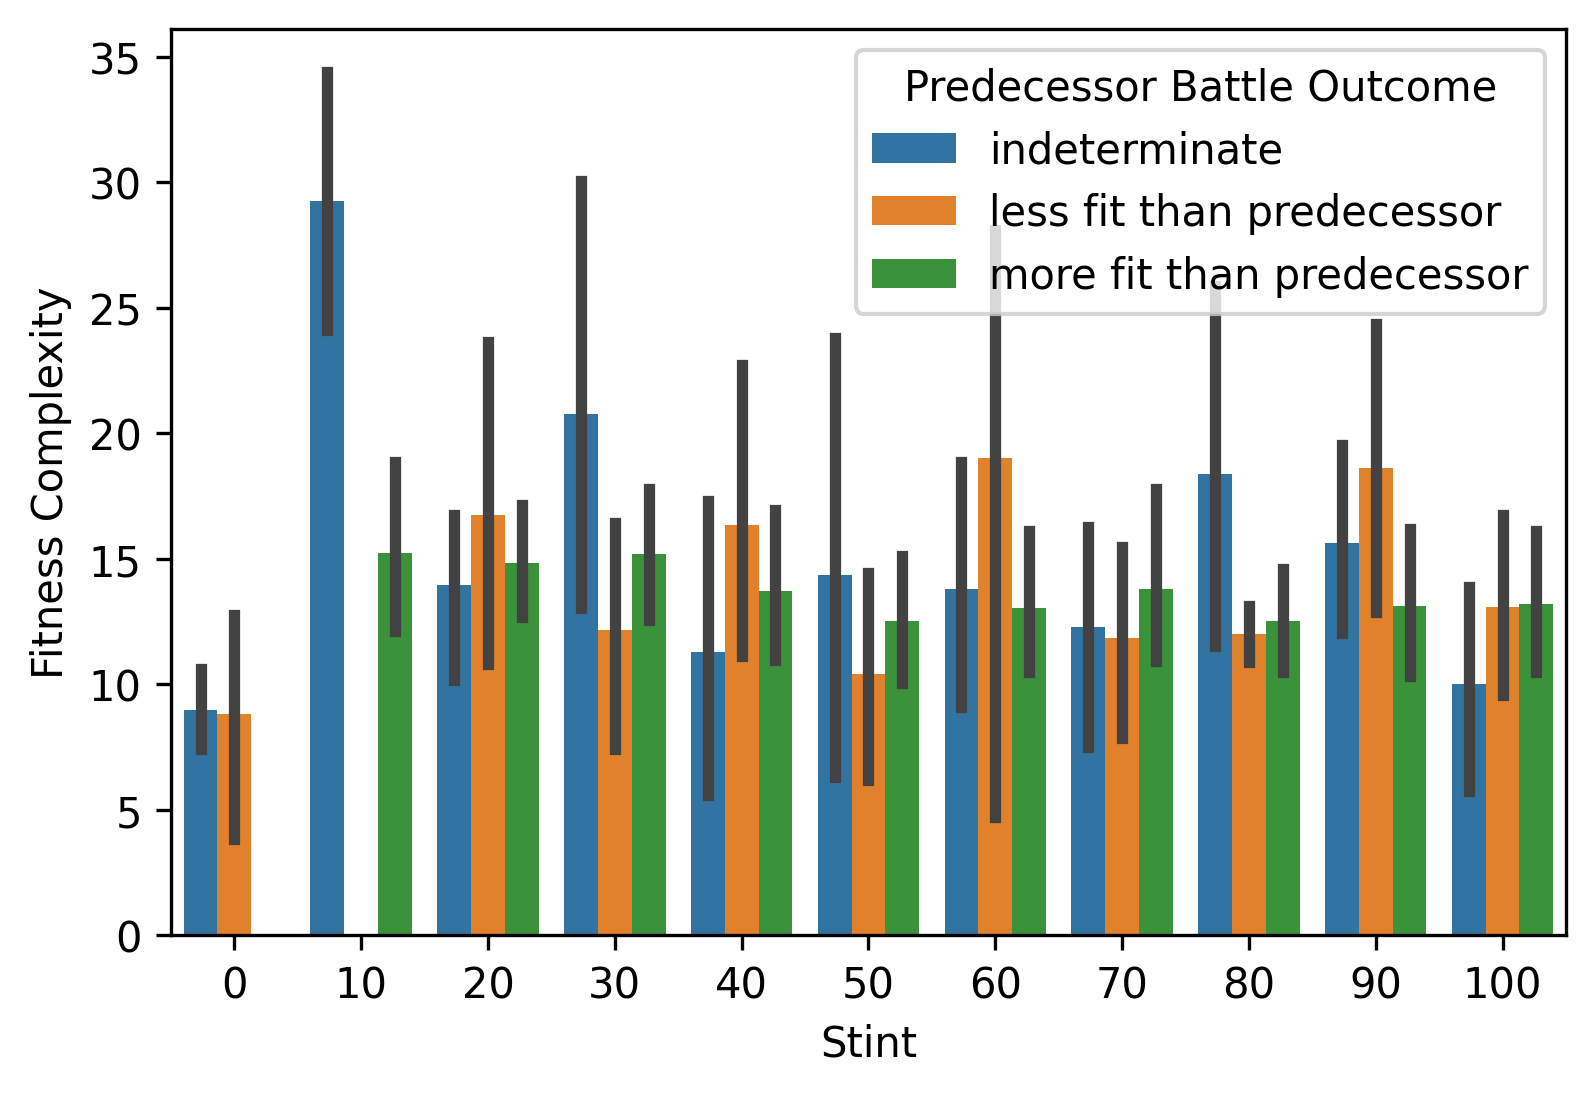 Fitness Complexity
35
30
25
20
15
10
5
0
Predecessor Battle Outcome
indeterminate
less fit than predecessor
more fit than predecessor
0 10 20 30 40 50 60 70 80 90 100
Stint